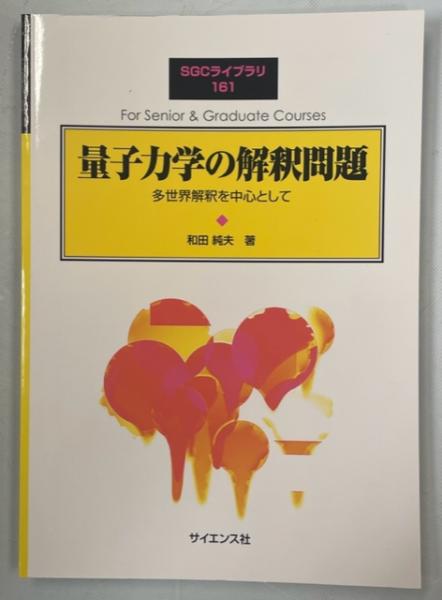 SGCライブラリ
161
For Senior & Graduate Courses
量子力学の解釈問題
多世界解釈を中心として
和田 純夫 著
サイエンス社